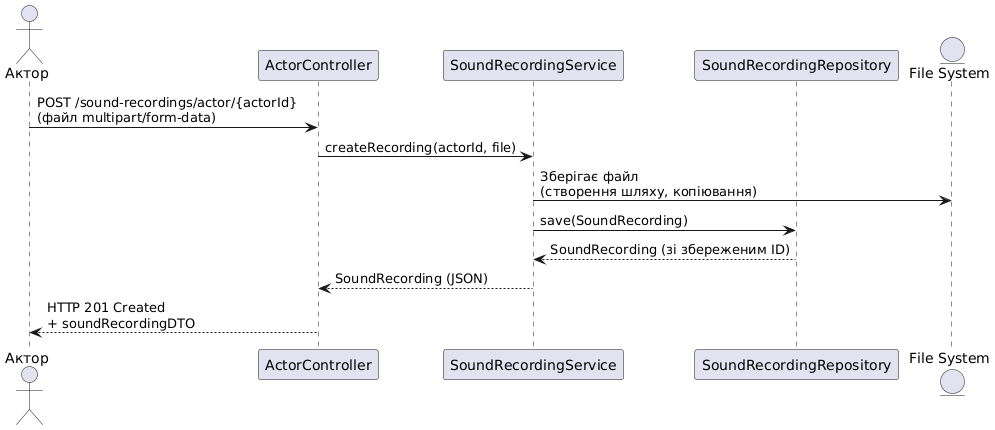 Актор
ActorController
SoundRecordingService
SoundRecordingRepository
File System
POST /sound-recordings/actor/{actorId}
(файл multipart/form-data)
createRecording(actorId, file)
Зберігає файл
(створення шляху, копіювання)
save(SoundRecording)
SoundRecording (зі збереженим ID)
SoundRecording (JSON)
HTTP 201 Created
+ soundRecordingDTO
Актор
ActorController
SoundRecordingService
SoundRecordingRepository
File System